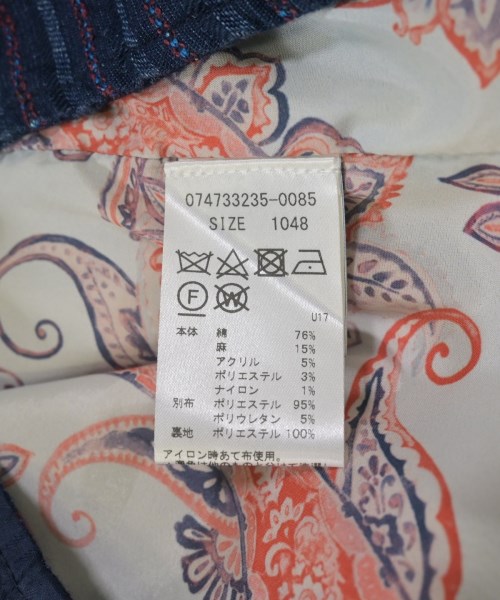 074733235-0085
SIZE 1048
F W
U17
本体 綿 76%
麻 15%
アクリル 5%
ポリエステル 3%
ナイロン 1%
別布 ポリエステル 95%
ポリウレタン 5%
裏地 ポリエステル 100%
アイロン時あて布使用。